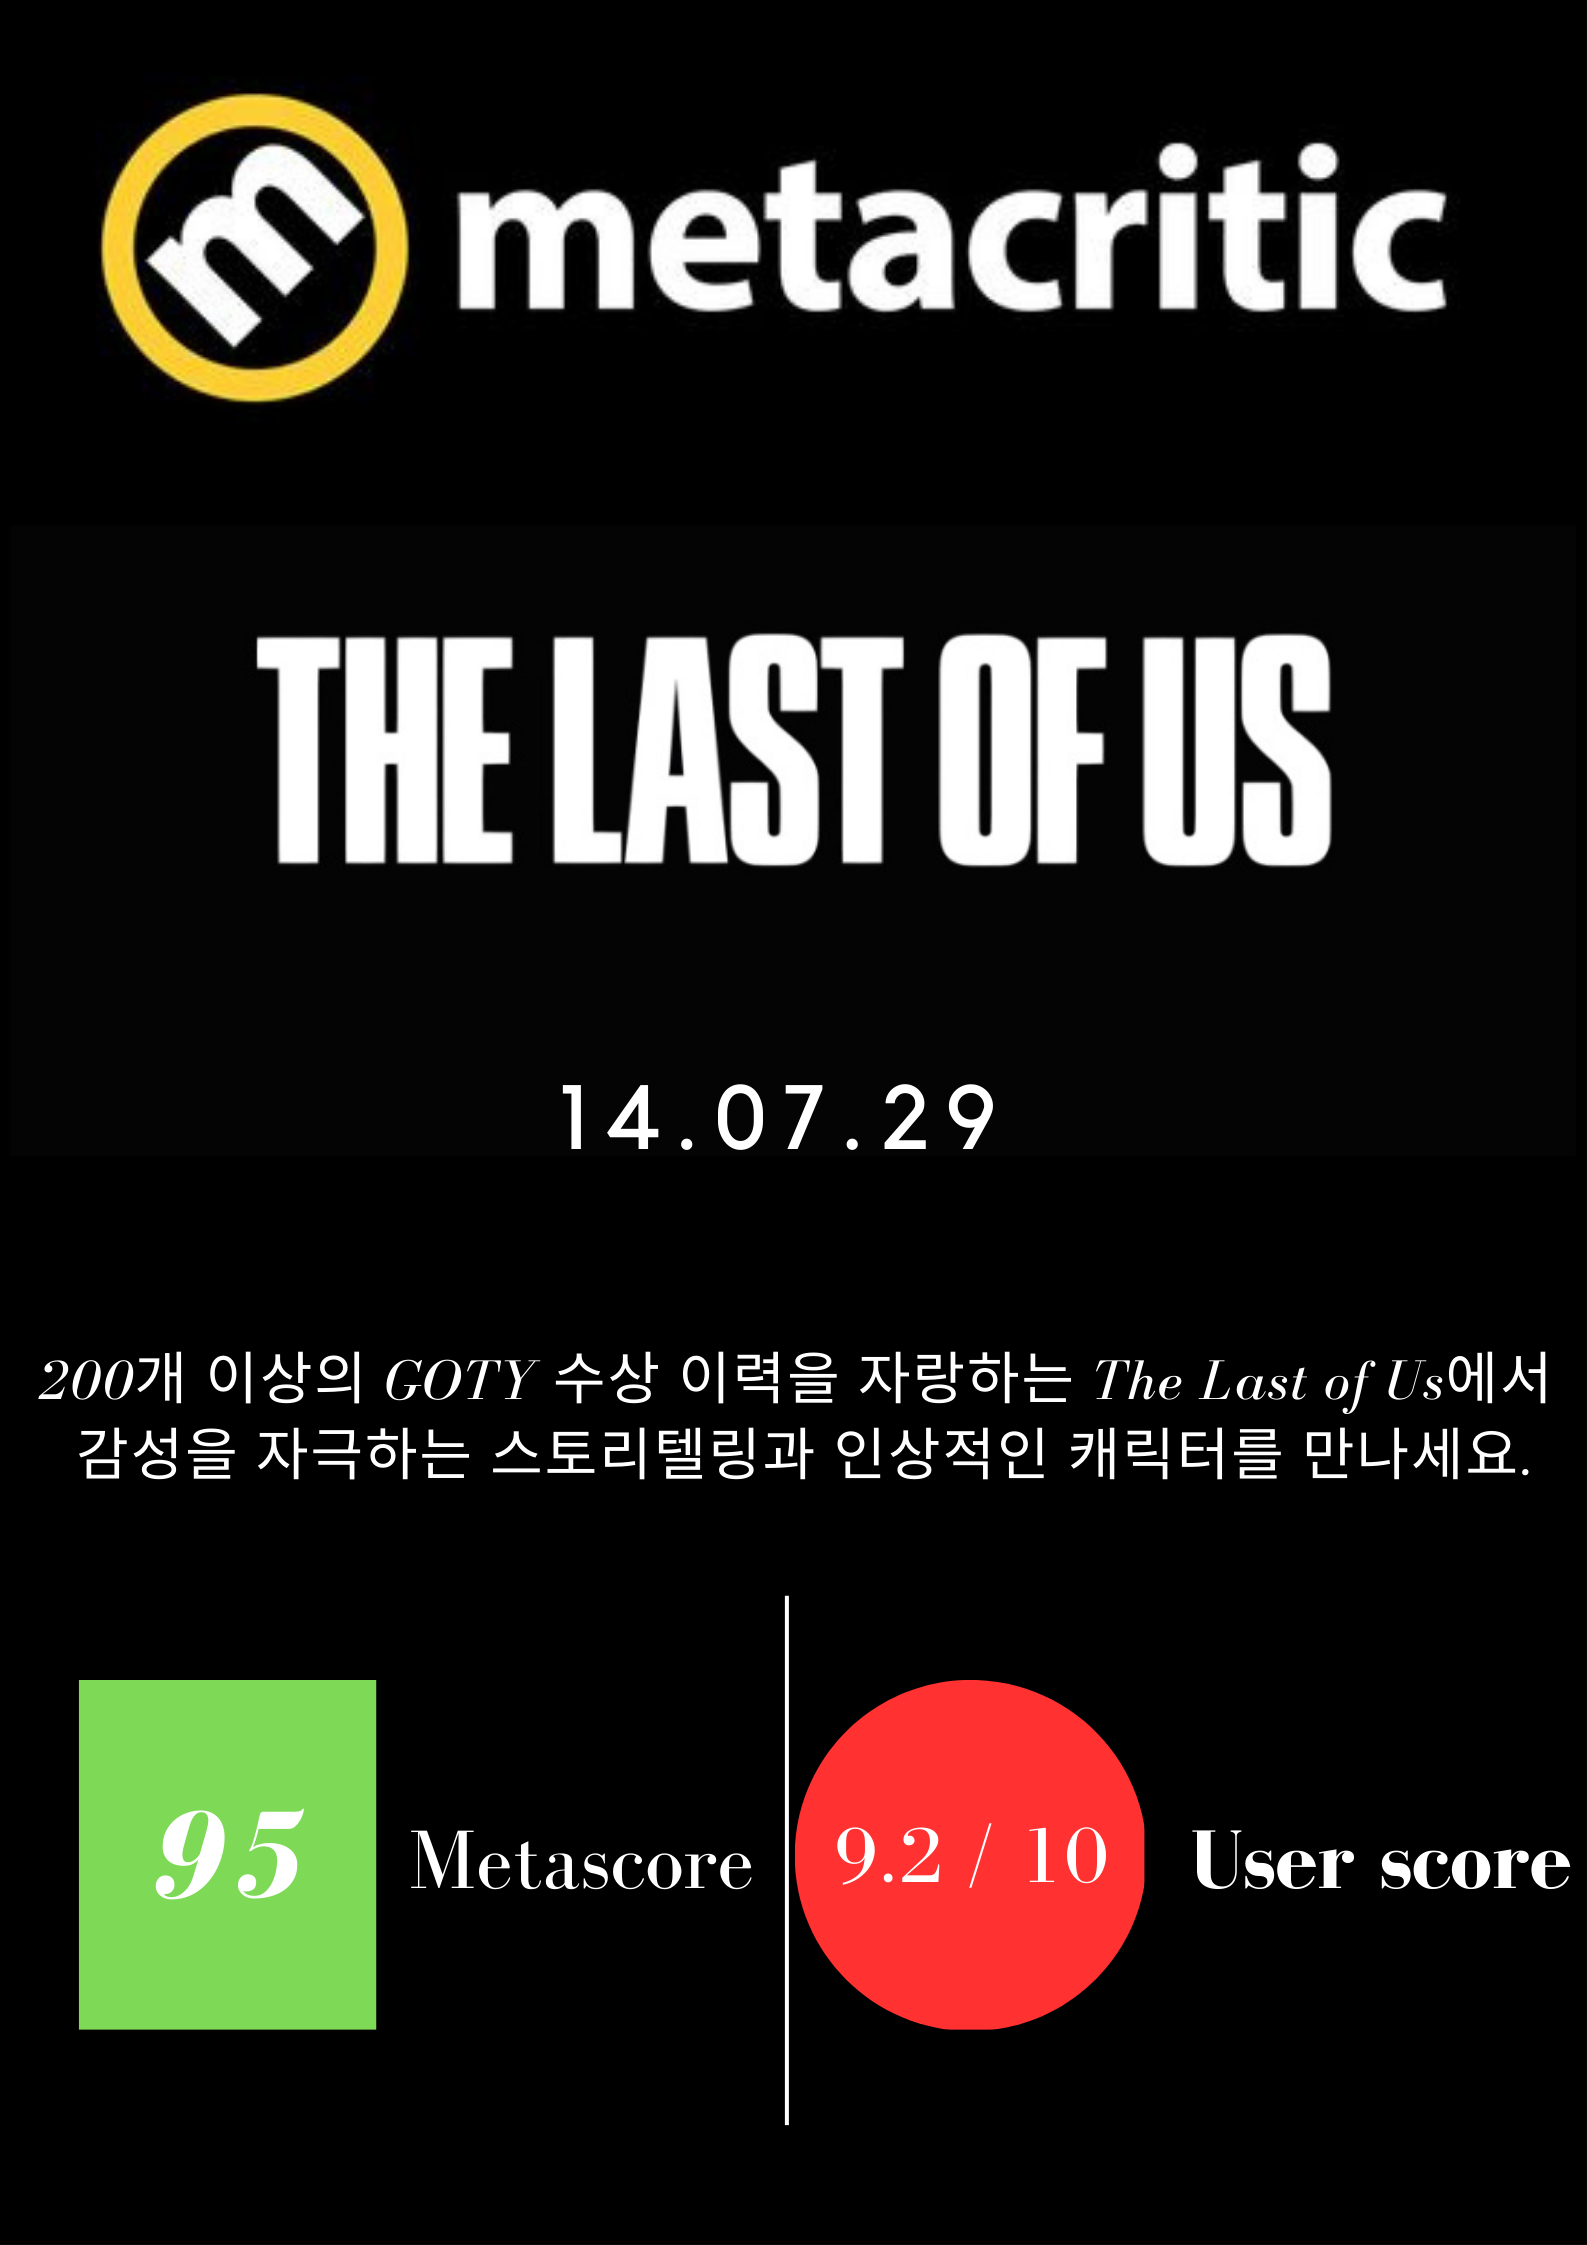 m metacritic
THE LAST OF US
14.07.29
200개 이상의 GOTY 수상 이력을 자랑하는 The Last of Us에서
감성을 자극하는 스토리텔링과 인상적인 캐릭터를 만나세요.
95 Metascore 9.2 / 10 User score